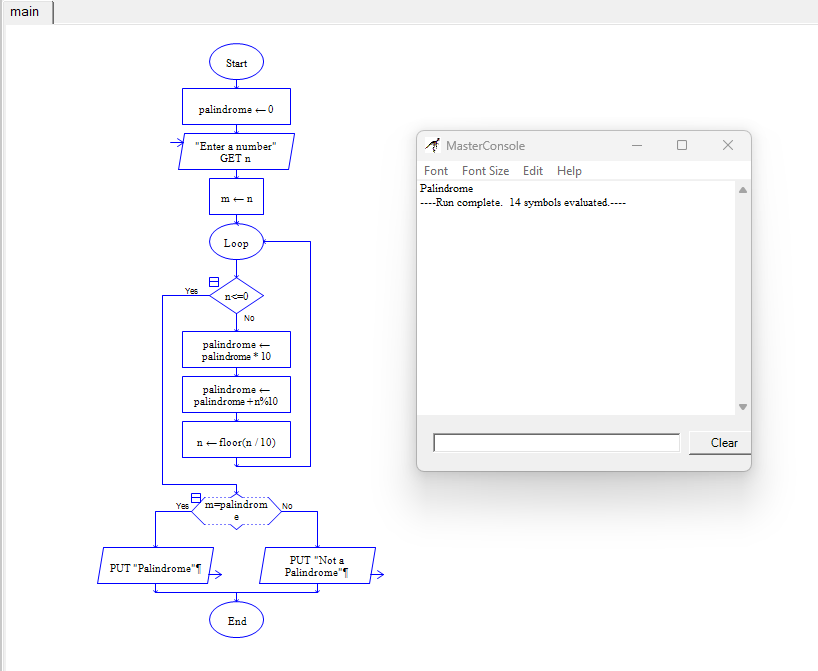 main
Start
palindrome ← 0
"Enter a number"
GET n
m ← n
Loop
Yes
n<=0
No
palindrome ←
palindrome * 10
palindrome ←
palindrome+n%10
n ← floor(n / 10)
Yes
m=palindrom
e
No
PUT "Palindrome"¶
PUT "Not a
Palindrome"¶
End
MasterConsole
Font Font Size Edit Help
Palindrome
----Run complete.  14 symbols evaluated.----
Clear